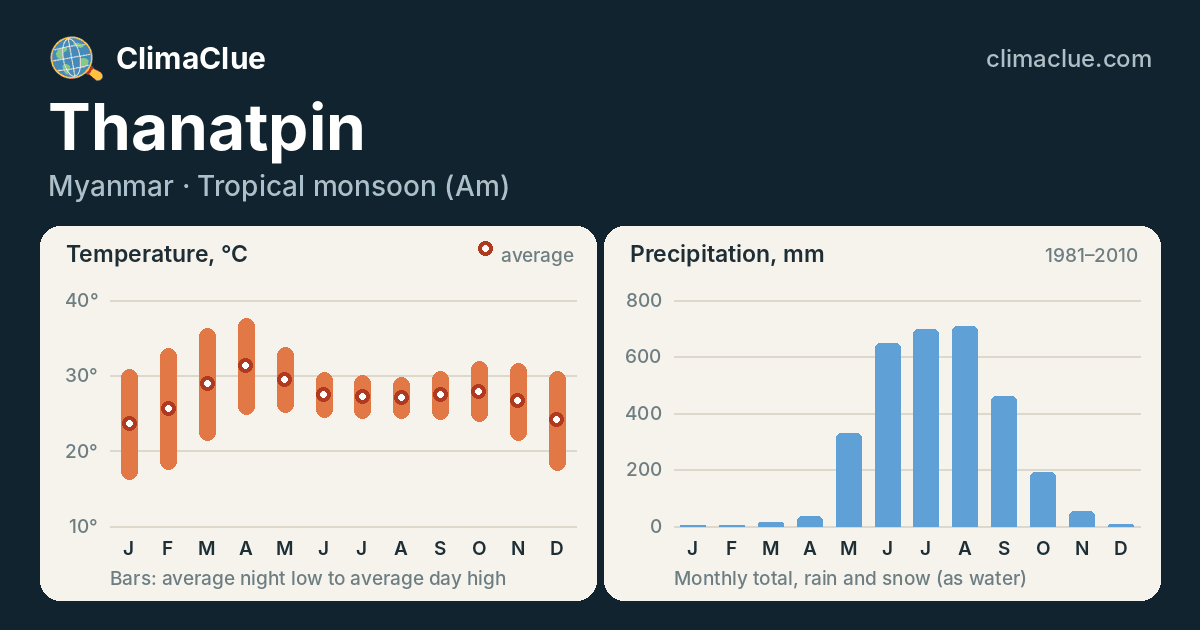 ClimaClue
climaclue.com
Thanatpin
Myanmar · Tropical monsoon (Am)
Temperature, °C
average
40°
30°
20°
10°
J F M A M J J A S O N D
Bars: average night low to average day high
Precipitation, mm
1981–2010
800
600
400
200
0
J F M A M J J A S O N D
Monthly total, rain and snow (as water)